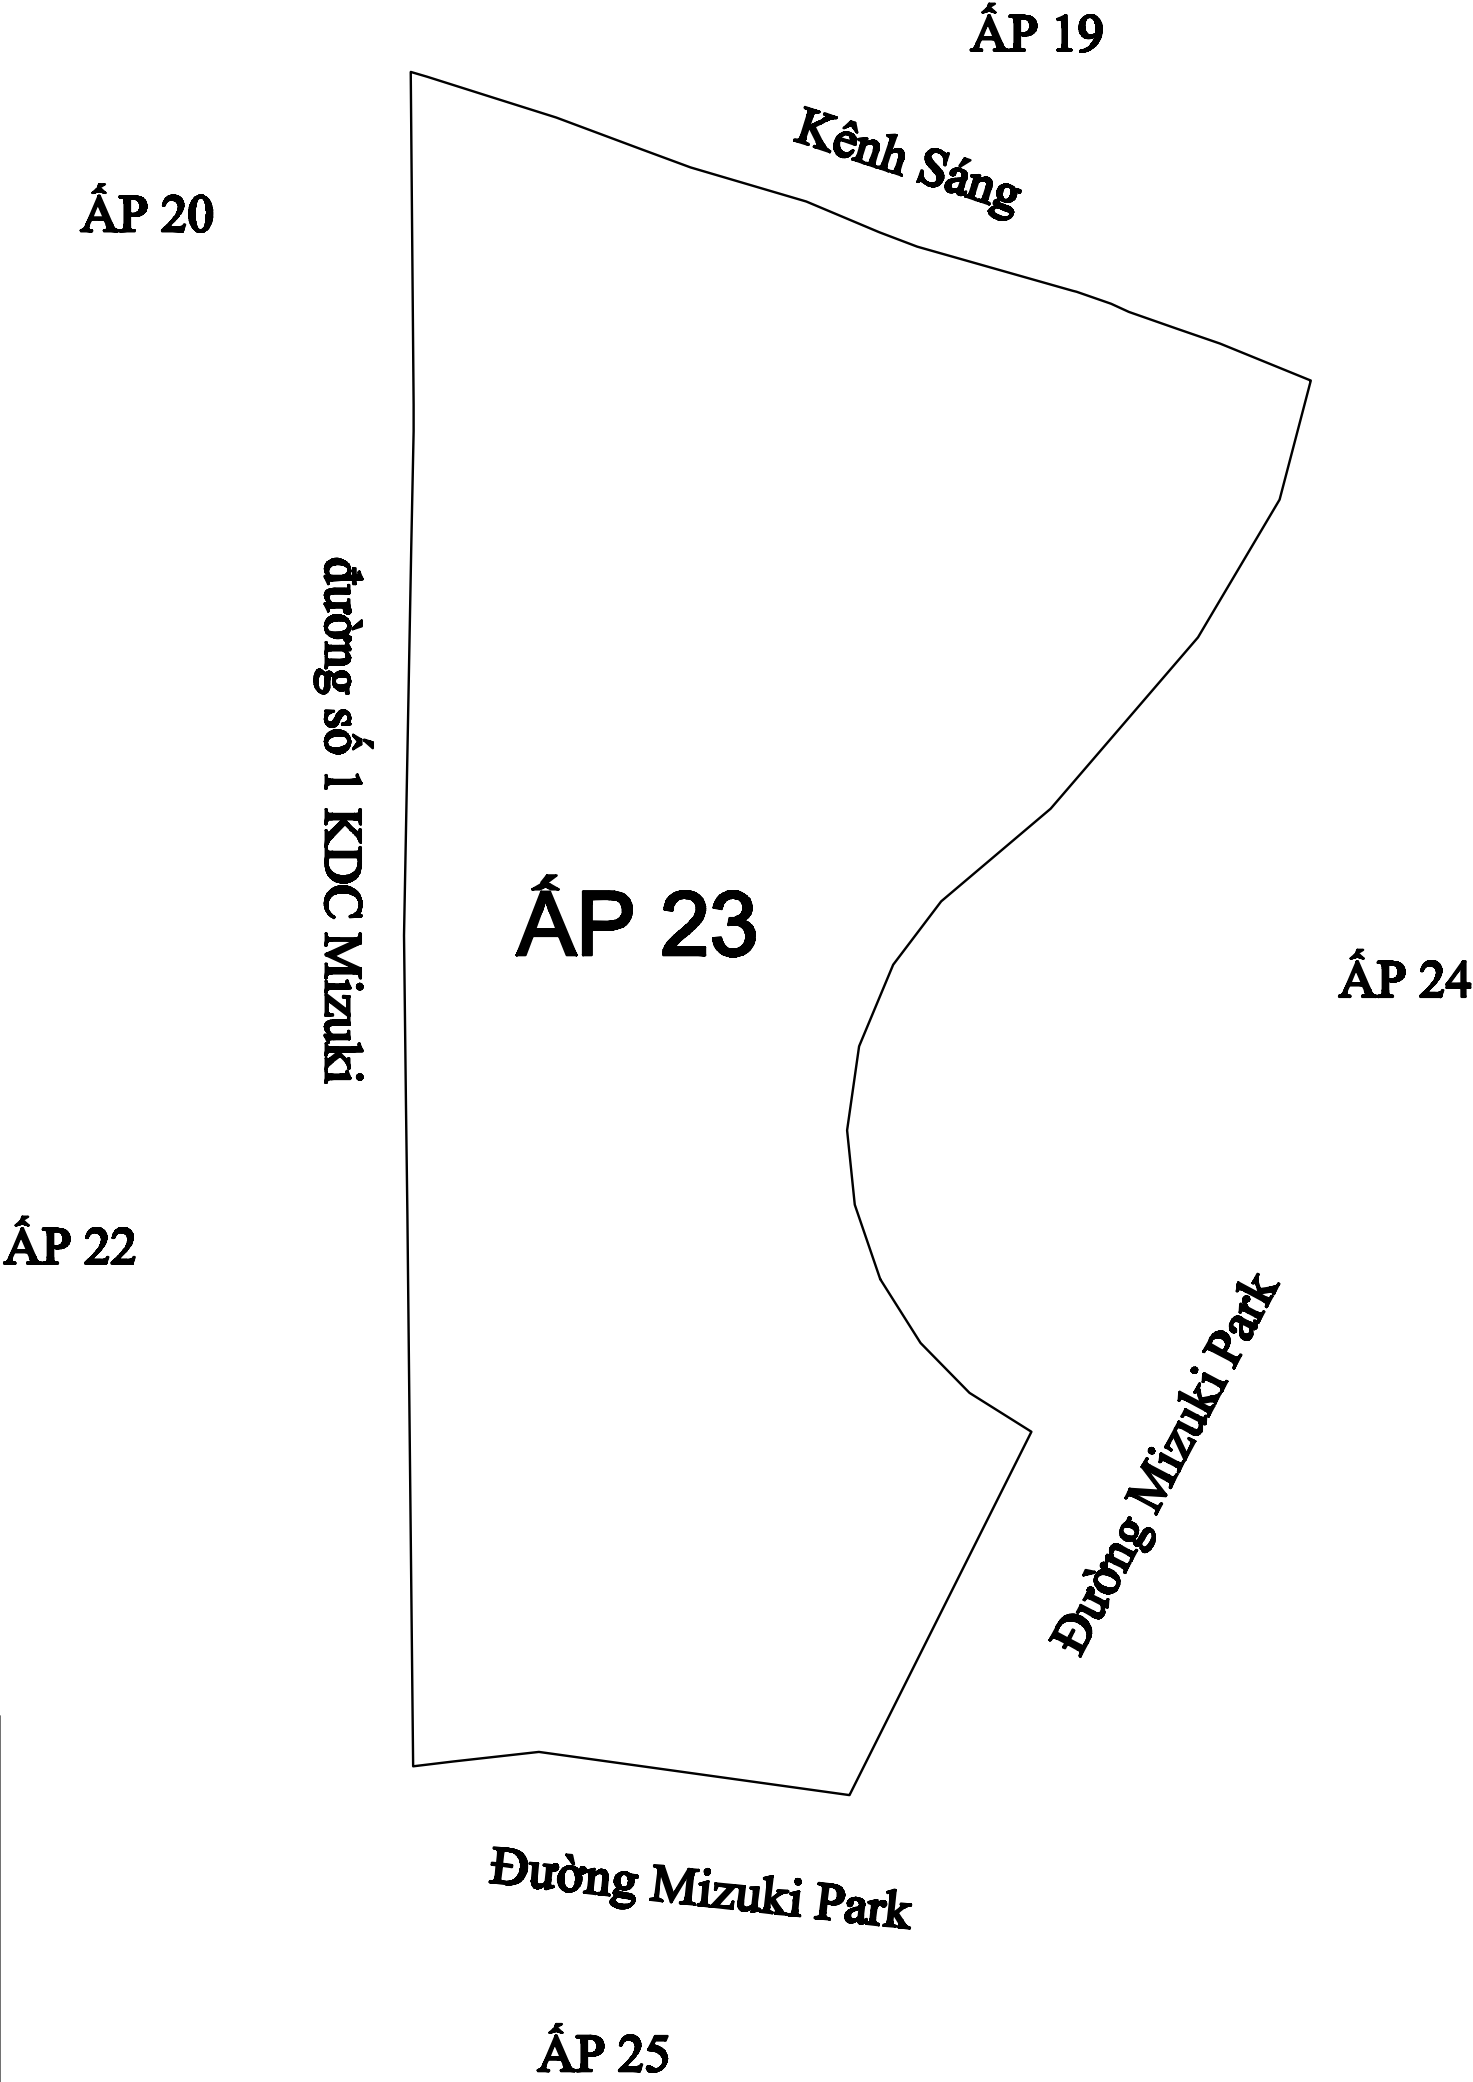 ẤP 19
Kênh Sáng
ẤP 20
đường số 1 KDC Mizuki
ẤP 23
ẤP 24
ẤP 22
Đường Mizuki Park
Đường Mizuki Park
ẤP 25